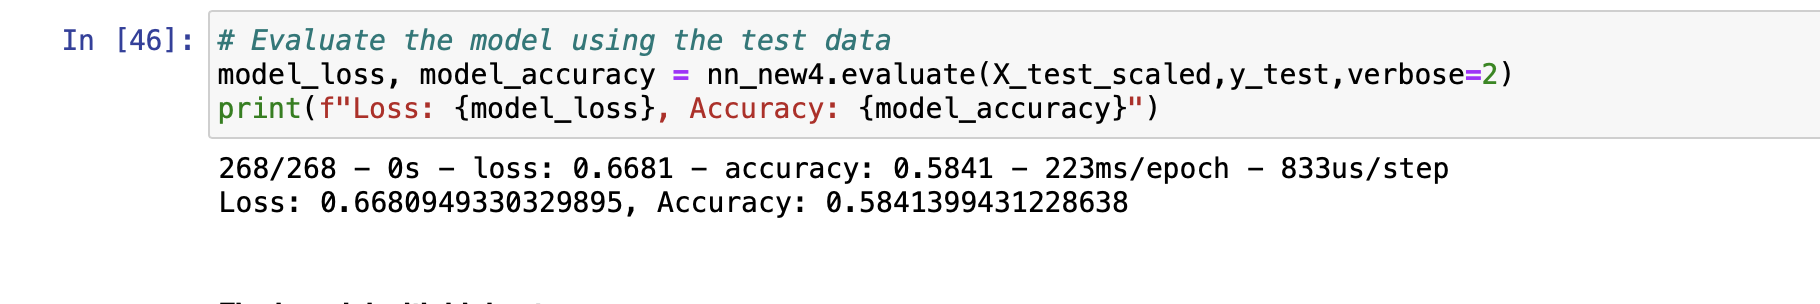 In [46]: # Evaluate the model using the test data
model_loss, model_accuracy = nn_new4.evaluate(X_test_scaled,y_test,verbose=2)
print(f"Loss: {model_loss}, Accuracy: {model_accuracy}")
268/268 - 0s - loss: 0.6681 - accuracy: 0.5841 - 223ms/epoch - 833us/step
Loss: 0.6680949330329895, Accuracy: 0.5841399431228638